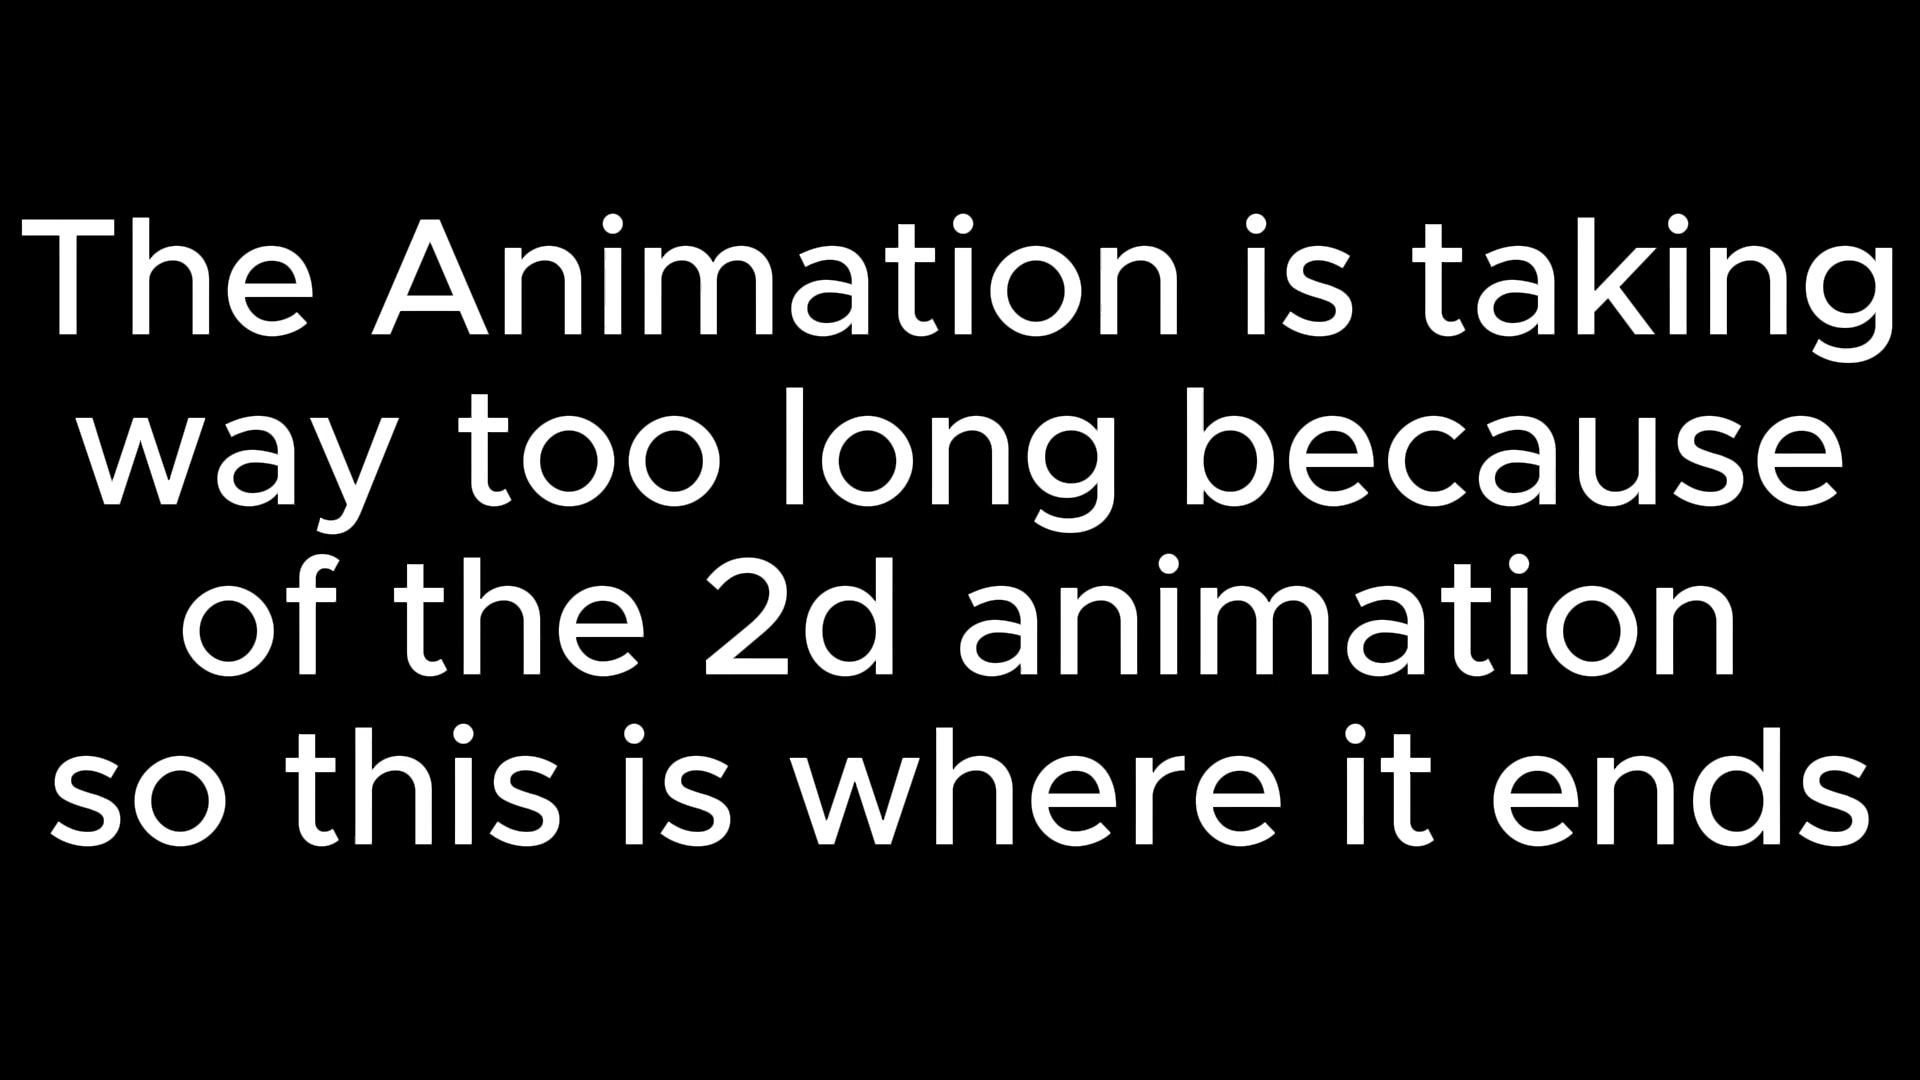 The Animation is taking
way too long because
of the 2d animation
so this is where it ends